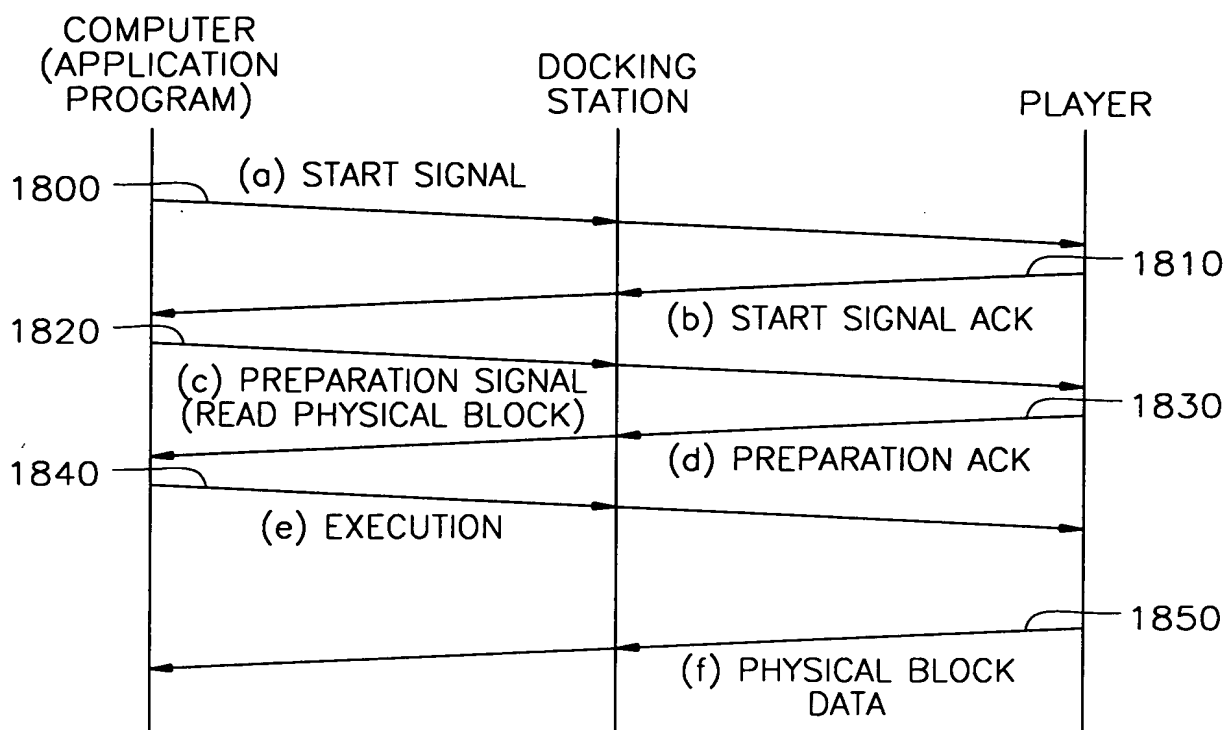 COMPUTER
(APPLICATION
PROGRAM)
DOCKING
STATION
PLAYER
1800
(a) START SIGNAL
1810
(b) START SIGNAL ACK
1820
(c) PREPARATION SIGNAL
(READ PHYSICAL BLOCK)
1830
(d) PREPARATION ACK
1840
(e) EXECUTION
1850
(f) PHYSICAL BLOCK
DATA